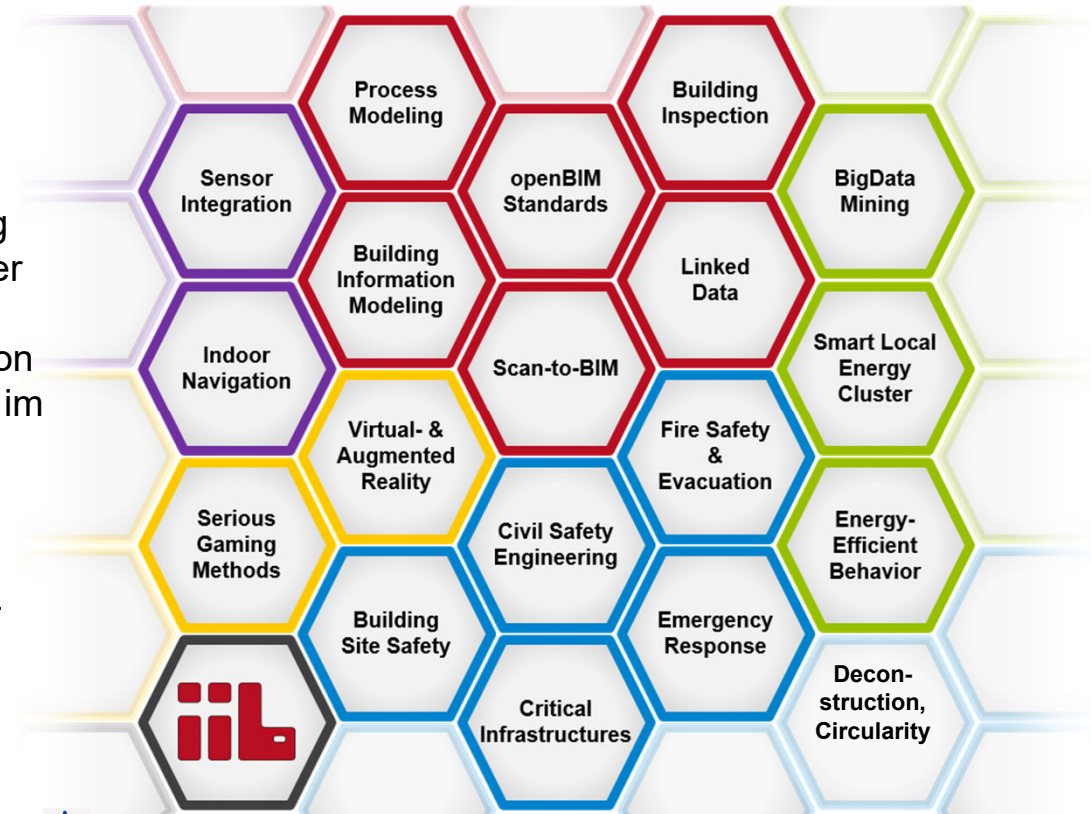 Process
Modeling
Building
Inspection
Sensor
Integration
openBIM
Standards
BigData
Mining
Building
Information
Modeling
Linked
Data
Indoor
Navigation
Scan-to-BIM
Smart Local
Energy
Cluster
Virtual- &
Augmented
Reality
Fire Safety
&
Evacuation
Serious
Gaming
Methods
Civil Safety
Engineering
Energy-
Efficient
Behavior
Building
Site Safety
Emergency
Response
iib
Critical
Infrastructures
Decon-
struction,
Circularity
im